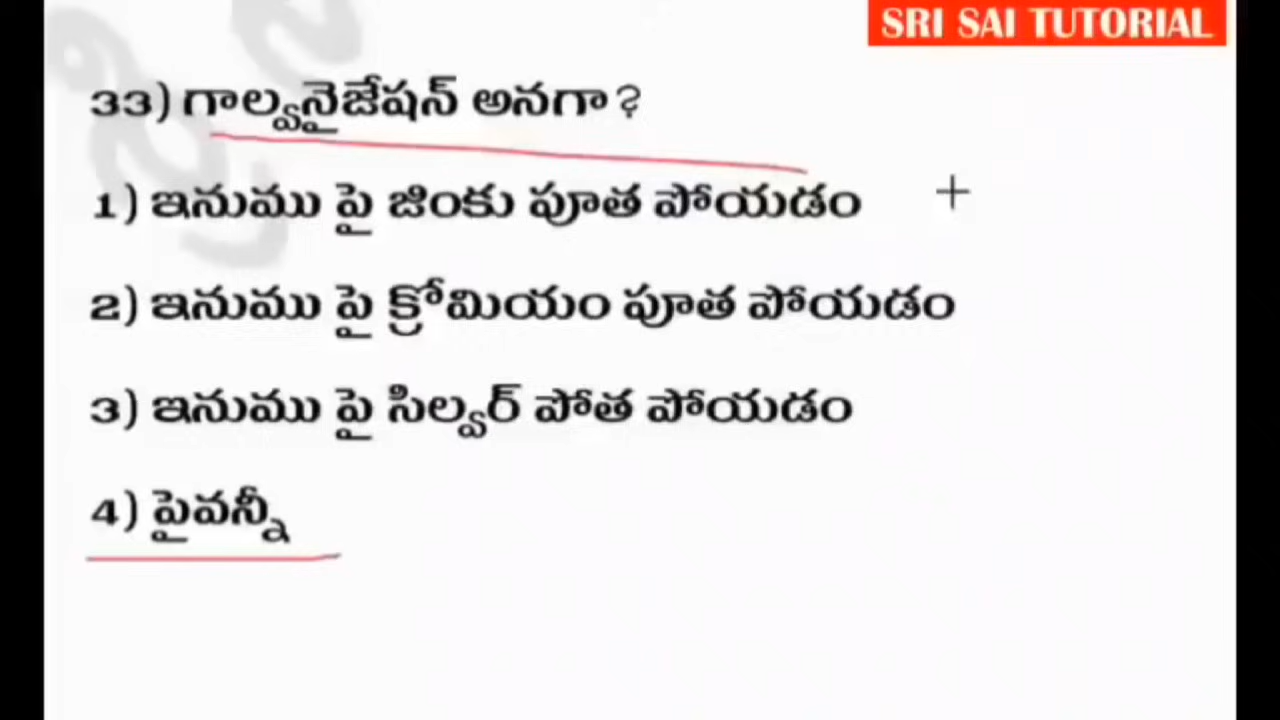 SRI SAI TUTORIAL
33) గాల్వనైజేషన్ అనగా?
1) ఇనుము పై జింకు పూత పోయడం
2) ఇనుము పై క్రోమియం పూత పోయడం
3) ఇనుము పై సిల్వర్ పోత పోయడం
4) పైవన్నీ